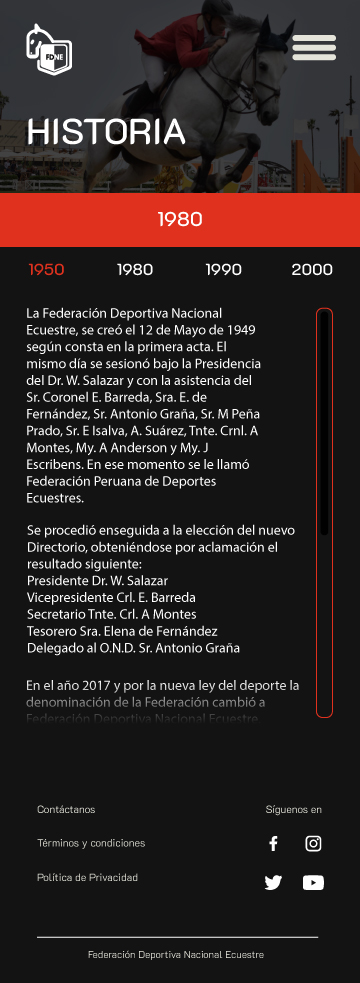 FDNE
HISTORIA
1980
1950 1980 1990 2000
La Federación Deportiva Nacional
Ecuestre, se creó el 12 de Mayo de 1949
según consta en la primera acta. El
mismo día se sesionó bajo la Presidencia
del Dr. W. Salazar y con la asistencia del
Sr. Coronel E. Barreda, Sra. E. de
Fernández, Sr. Antonio Graña, Sr. M Peña
Prado, Sr. E Isalva, A. Suárez, Tnte. Crnl. A
Montes, My. A Anderson y My. J
Escribens. En ese momento se le llamó
Federación Peruana de Deportes
Ecuestres.
Se procedió enseguida a la elección del nuevo
Directorio, obteniéndose por aclamación el
resultado siguiente:
Presidente Dr. W. Salazar
Vicepresidente Crl. E. Barreda
Secretario Tnte. Crl. A Montes
Tesorero Sra. Elena de Fernández
Delegado al O.N.D. Sr. Antonio Graña
En el año 2017 y por la nueva ley del deporte la
denominación de la Federación cambió a
Federación Deportiva Nacional Ecuestre
Contáctanos
Síguenos en
Términos y condiciones
Política de Privacidad
Federación Deportiva Nacional Ecuestre